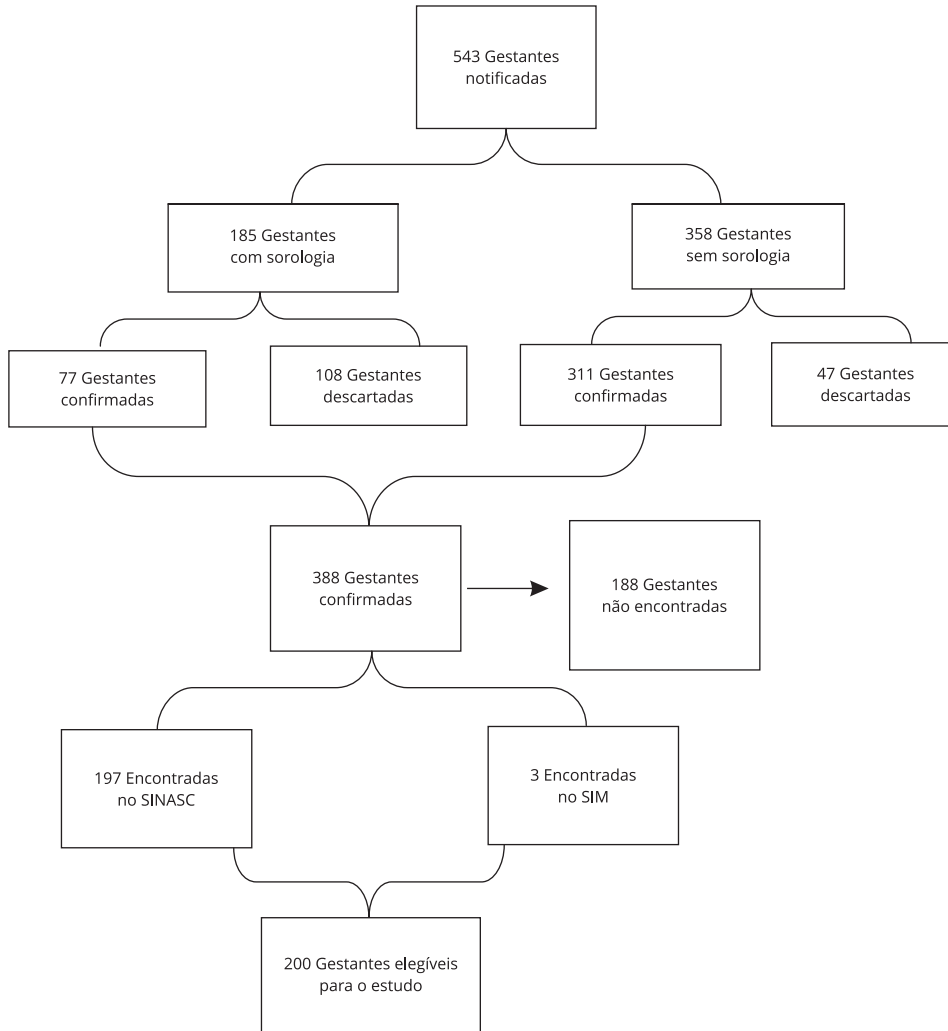 543 Gestantes
notificadas
185 Gestantes
com sorologia
358 Gestantes
sem sorologia
77 Gestantes
confirmadas
108 Gestantes
descartadas
311 Gestantes
confirmadas
47 Gestantes
descartadas
388 Gestantes
confirmadas
188 Gestantes
não encontradas
197 Encontradas
no SINASC
3 Encontradas
no SIM
200 Gestantes elegíveis
para o estudo